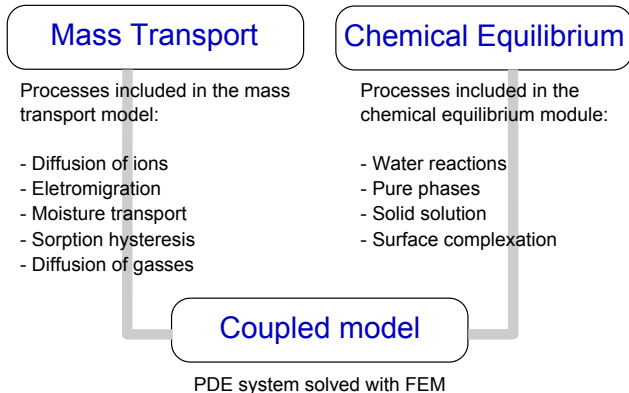 Mass Transport
Processes included in the mass
transport model:
- Diffusion of ions
- Eletromigration
- Moisture transport
- Sorption hysteresis
- Diffusion of gasses
Chemical Equilibrium
Processes included in the
chemical equilibrium module:
- Water reactions
- Pure phases
- Solid solution
- Surface complexation
Coupled model
PDE system solved with FEM